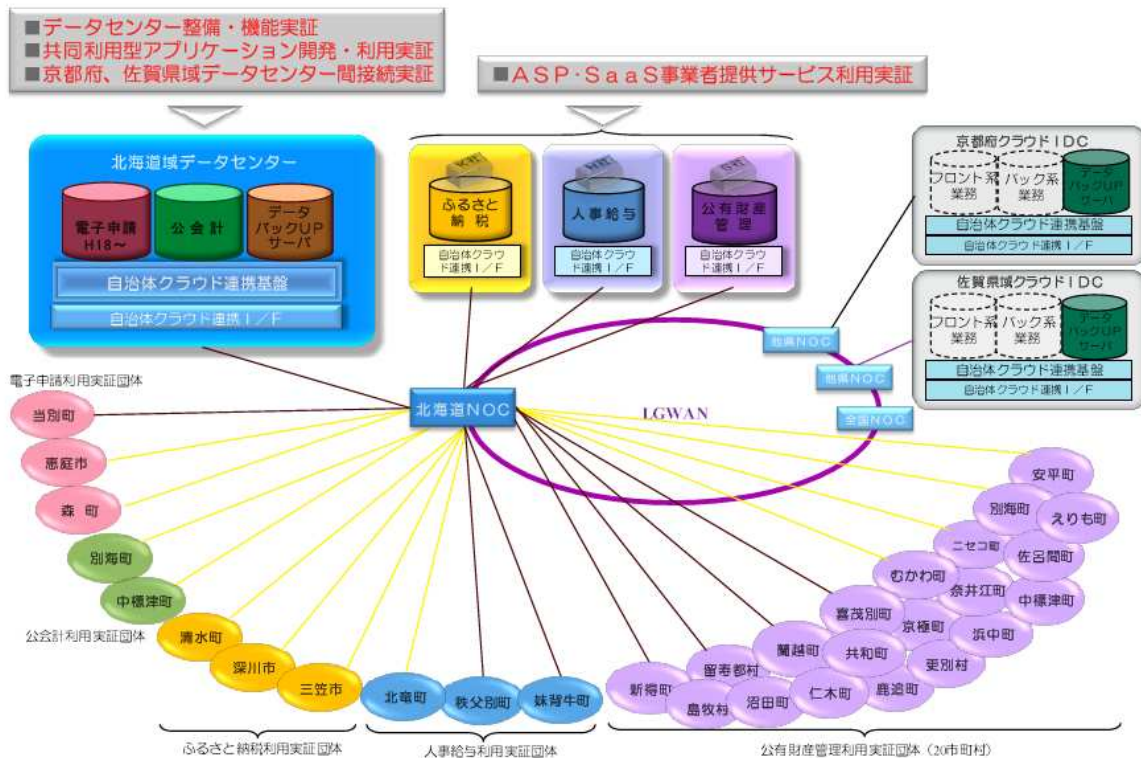 ■データセンター整備・機能実証
■共同利用型アプリケーション開発・利用実証
■京都府、佐賀県域データセンター間接続実証
■ASP・SaaS事業者提供サービス利用実証
北海道域データセンター
電子申請
H18～
公会計
データ
バックUP
サーバ
自治体クラウド連携基盤
自治体クラウド連携I/F
ふるさと
納税
自治体クラウ
ド連携I/F
人事給与
自治体クラウ
ド連携I/F
公有財産
管理
自治体クラウ
ド連携I/F
京都府クラウドIDC
フロント系
業務
バック系
業務
データ
バックUP
サーバ
自治体クラウド連携基盤
自治体クラウド連携I/F
佐賀県域クラウドIDC
フロント系
業務
バック系
業務
データ
バックUP
サーバ
自治体クラウド連携基盤
自治体クラウド連携I/F
他県NOC
他県NOC
全国NOC
北海道NOC
LGWAN
電子申請利用実証団体
当別町
恵庭市
森 町
別海町
中標津町
公会計利用実証団体
清水町
深川市
三笠市
ふるさと納税利用実証団体
北竜町
秩父別町
妹背牛町
人事給与利用実証団体
安平町
別海町
えりも町
ニセコ町
佐呂間町
むかわ町
奈井江町
中標津町
喜茂別町
京極町
浜中町
蘭越町
共和町
更別村
留寿都村
新得町
島牧村
沼田町
仁木町
鹿追町
公有財産管理利用実証団体（20市町村）